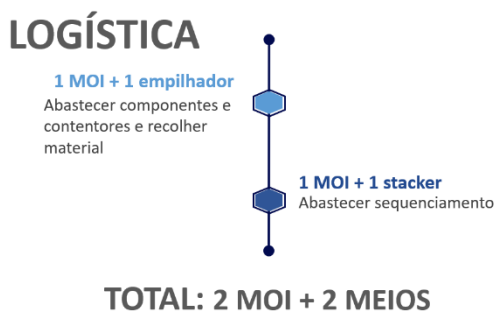 LOGÍSTICA
1 MOI + 1 empilhador
Abastecer componentes e
contentores e recolher
material
1 MOI + 1 stacker
Abastecer sequenciamento
TOTAL: 2 MOI + 2 MEIOS